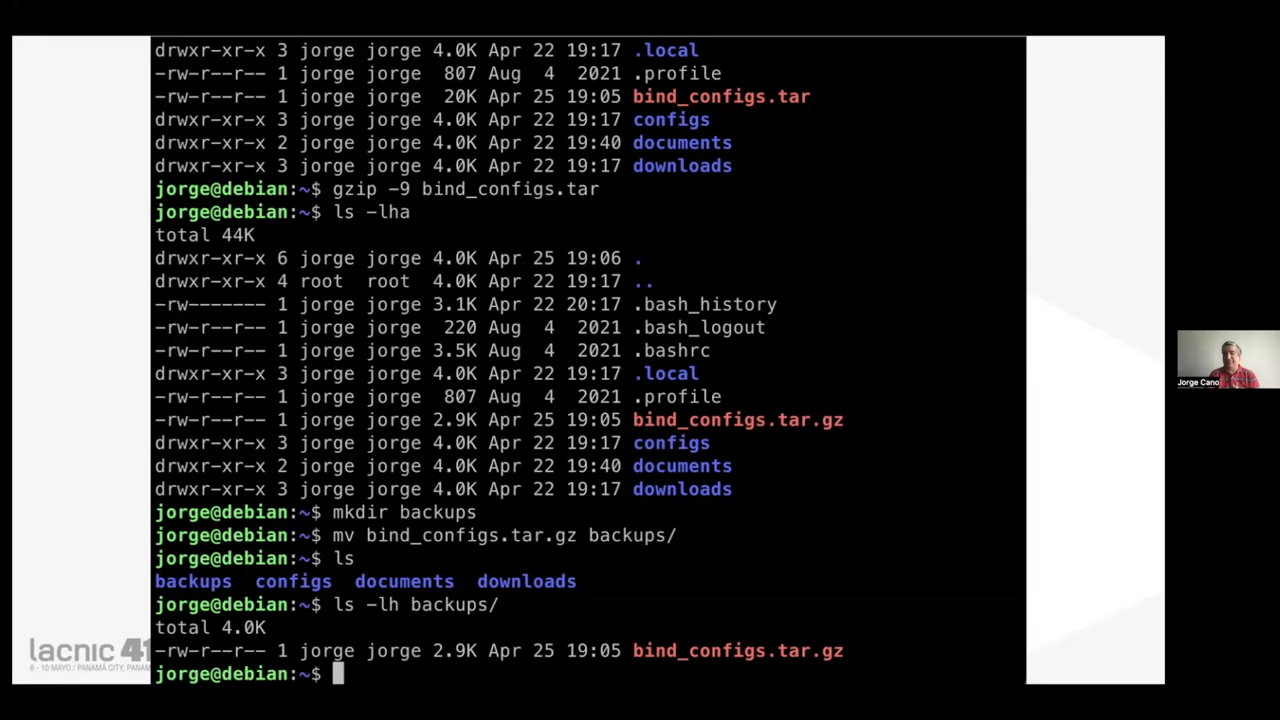 drwxr-xr-x 3 jorge jorge 4.0K Apr 22 19:17 .local
-rw-r--r-- 1 jorge jorge  807 Aug  4  2021 .profile
-rw-r--r-- 1 jorge jorge  20K Apr 25 19:05 bind_configs.tar
drwxr-xr-x 3 jorge jorge 4.0K Apr 22 19:17 configs
drwxr-xr-x 2 jorge jorge 4.0K Apr 22 19:40 documents
drwxr-xr-x 3 jorge jorge 4.0K Apr 22 19:17 downloads
jorge@debian:~$ gzip -9 bind_configs.tar
jorge@debian:~$ ls -lha
total 44K
drwxr-xr-x 6 jorge jorge 4.0K Apr 25 19:06 .
drwxr-xr-x 4 root  root  4.0K Apr 22 19:17 ..
-rw------- 1 jorge jorge 3.1K Apr 22 20:17 .bash_history
-rw-r--r-- 1 jorge jorge  220 Aug  4  2021 .bash_logout
-rw-r--r-- 1 jorge jorge 3.5K Aug  4  2021 .bashrc
drwxr-xr-x 3 jorge jorge 4.0K Apr 22 19:17 .local
-rw-r--r-- 1 jorge jorge  807 Aug  4  2021 .profile
-rw-r--r-- 1 jorge jorge 2.9K Apr 25 19:05 bind_configs.tar.gz
drwxr-xr-x 3 jorge jorge 4.0K Apr 22 19:17 configs
drwxr-xr-x 2 jorge jorge 4.0K Apr 22 19:40 documents
drwxr-xr-x 3 jorge jorge 4.0K Apr 22 19:17 downloads
jorge@debian:~$ mkdir backups
jorge@debian:~$ mv bind_configs.tar.gz backups/
jorge@debian:~$ ls
backups  configs  documents  downloads
jorge@debian:~$ ls -lh backups/
total 4.0K
-rw-r--r-- 1 jorge jorge 2.9K Apr 25 19:05 bind_configs.tar.gz
jorge@debian:~$
lacnic 41
6 - 10 MAYO / PANAMÁ CITY, PANAM
Jorge Cano